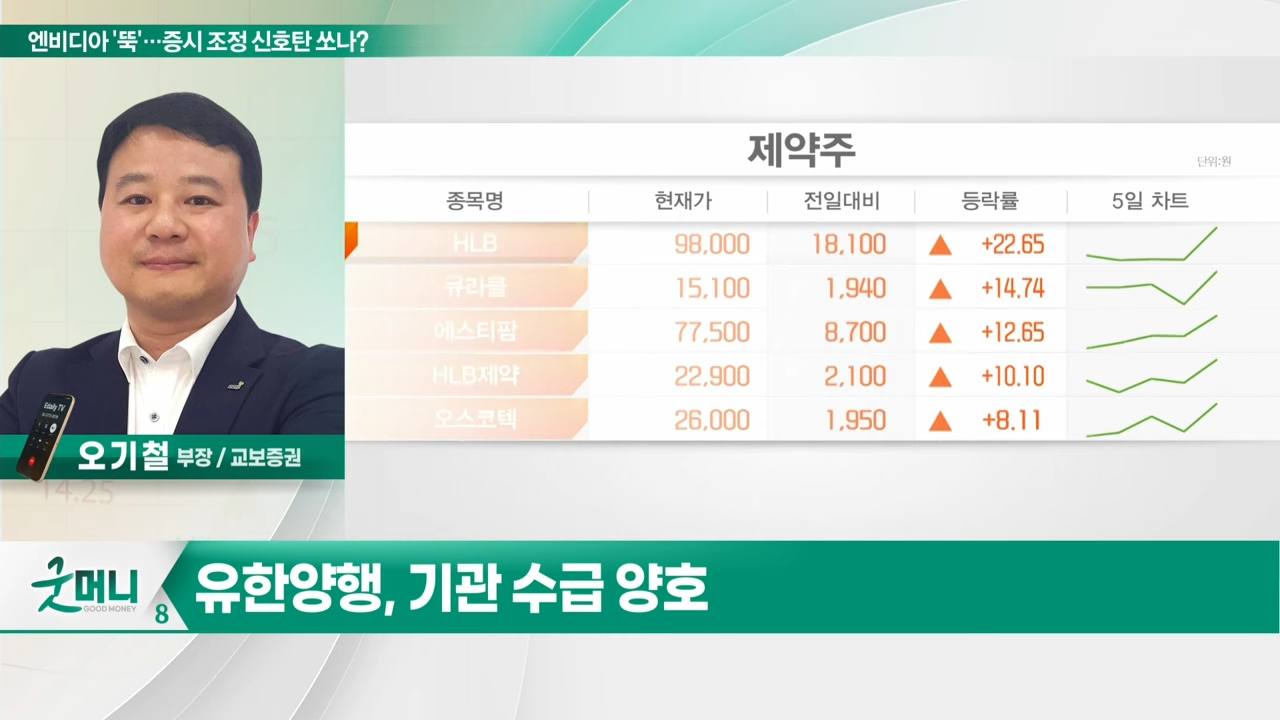 엔비디아 '뚝'…증시 조정 신호탄 쏘나?
제약주
단위:원
종목명 현재가 전일대비 등락률 5일 차트
HLB 98,000 18,100 ▲ +22.65
큐라클 15,100 1,940 ▲ +14.74
에스티팜 77,500 8,700 ▲ +12.65
HLB제약 22,900 2,100 ▲ +10.10
오스코텍 26,000 1,950 ▲ +8.11
Edaily TV
오기철 부장 / 교보증권
14.25
굿머니
GOOD MONEY
8
유한양행, 기관 수급 양호